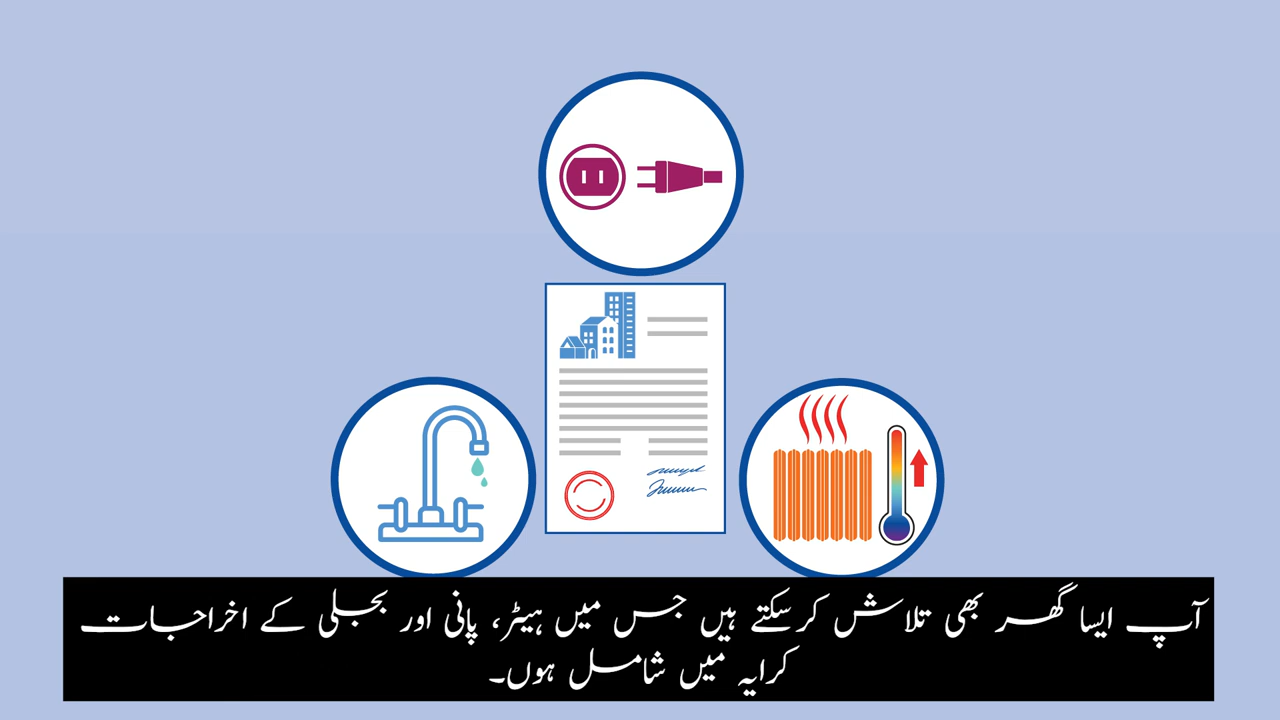 آپ ایسا گھر بھی تلاش کرسکتے ہیں جس میں ہیٹر، پانی اور بجلی کے اخراجات
کرایہ میں شامل ہوں۔